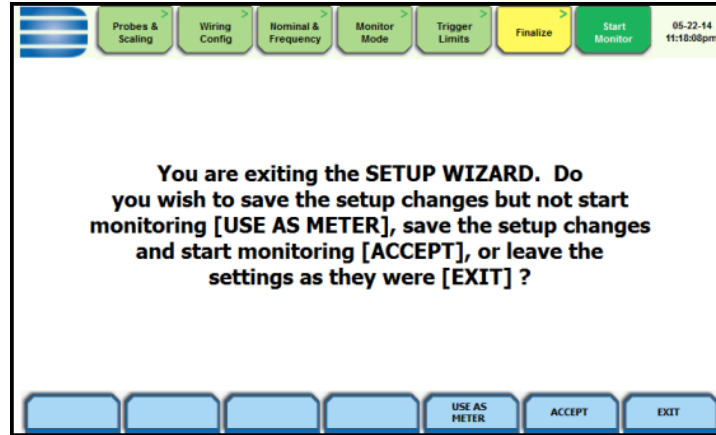 > > > > > >
Probes & Wiring Nominal & Monitor Trigger Finalize Start 05-22-14
Scaling Config Frequency Mode Limits Monitor 11:18:08pm
You are exiting the SETUP WIZARD. Do
you wish to save the setup changes but not start
monitoring [USE AS METER], save the setup changes
and start monitoring [ACCEPT], or leave the
settings as they were [EXIT] ?
USE AS
METER
ACCEPT
EXIT